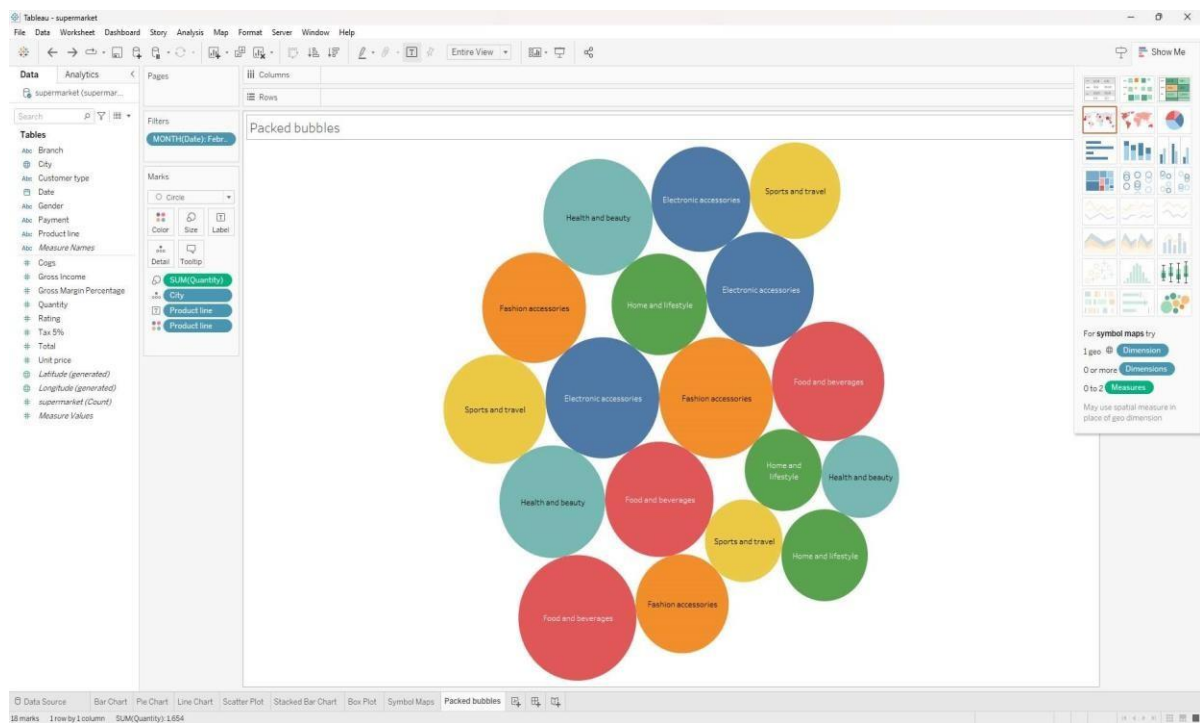 Tableau - supermarket
File Data Worksheet Dashboard Story Analysis Map Format Server Window Help
Entire View
Show Me
Data Analytics
supermarket (supermar...
Search
Tables
Abc Branch
City
Abc Customer type
Date
Abc Gender
Abc Payment
Abc Product line
Abc Measure Names
# Cogs
# Gross Income
# Gross Margin Percentage
# Quantity
# Rating
# Tax 5%
# Total
# Unit price
Latitude (generated)
Longitude (generated)
# supermarket (Count)
# Measure Values
Pages
Filters
MONTH(Date): Febr..
Marks
Circle
Color Size Label
Detail Tooltip
SUM(Quantity)
City
Product line
Product line
Columns
Rows
Packed bubbles
Health and beauty
Electronic accessories
Sports and travel
Fashion accessories
Home and lifestyle
Electronic accessories
Sports and travel
Electronic accessories
Fashion accessories
Food and beverages
Health and beauty
Food and beverages
Home and
lifestyle
Health and beauty
Sports and travel
Home and lifestyle
Food and beverages
Fashion accessories
For symbol maps try
1 geo Dimension
0 or more Dimensions
0 to 2 Measures
May use spatial measure in
place of geo dimension
Data Source Bar Chart Pie Chart Line Chart Scatter Plot Stacked Bar Chart Box Plot Symbol Maps Packed bubbles
18 marks 1 row by 1 column SUM(Quantity): 1,654